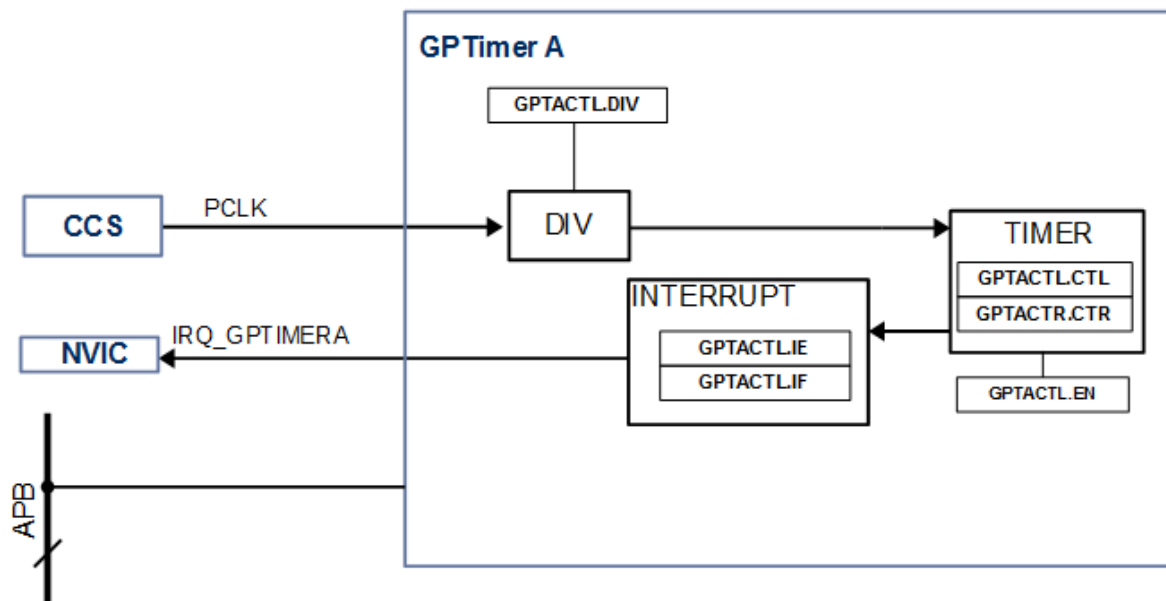 GPTimer A
GPTACTL.DIV
CCS
PCLK
DIV
TIMER
GPTACTL.CTL
GPTACTR.CTR
GPTACTL.EN
INTERRUPT
GPTACTL.IE
GPTACTL.IF
NVIC
IRQ_GPTIMERA
APB